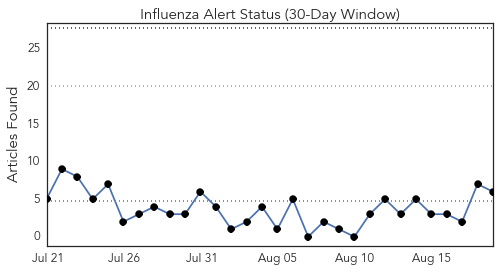 Influenza Alert Status (30-Day Window)
Articles Found
25
20
15
10
5
0
Jul 21 Jul 26 Jul 31 Aug 05 Aug 10 Aug 15